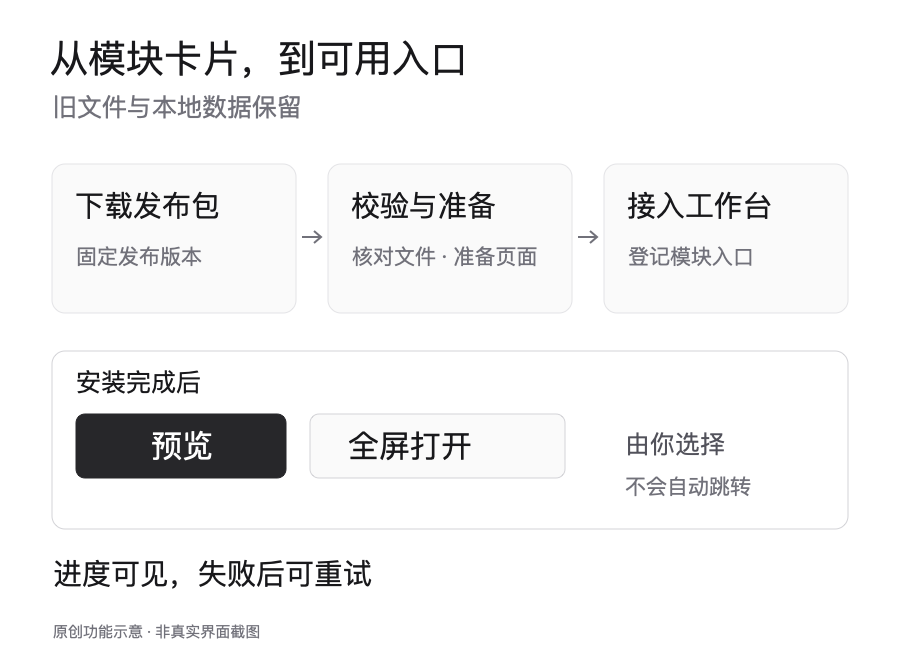 从模块卡片，到可用入口
旧文件与本地数据保留
下载发布包
固定发布版本
→
校验与准备
核对文件 · 准备页面
→
接入工作台
登记模块入口
安装完成后
预览
全屏打开
由你选择
不会自动跳转
进度可见，失败后可重试
原创功能示意 · 非真实界面截图